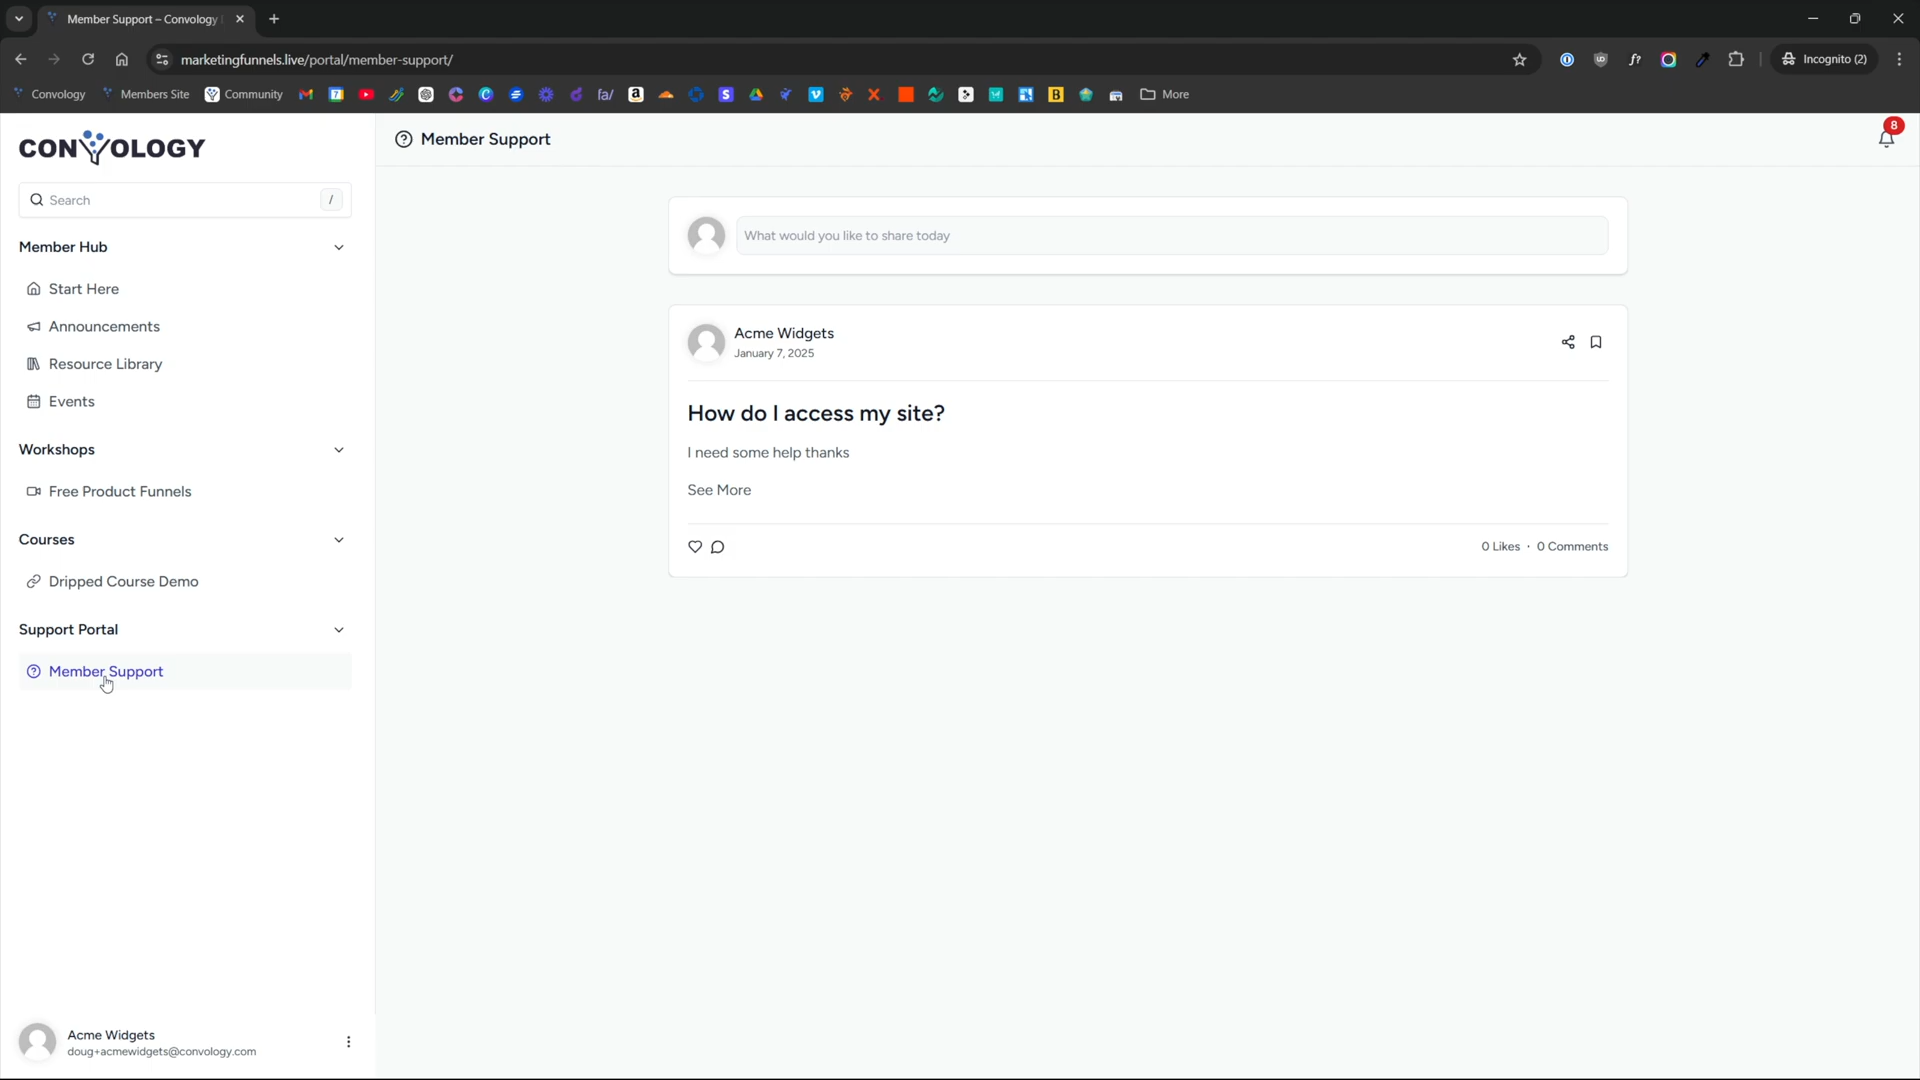 Member Support – Convology
marketingfunnels.live/portal/member-support/
Incognito (2)
Convology
Members Site
Community
7
fa/
a
S
B
More
CONVOLOGY
Search
/
Member Hub
Start Here
Announcements
Resource Library
Events
Workshops
Free Product Funnels
Courses
Dripped Course Demo
Support Portal
Member Support
Acme Widgets
doug+acmewidgets@convology.com
Member Support
8
What would you like to share today
Acme Widgets
January 7, 2025
How do I access my site?
I need some help thanks
See More
0 Likes · 0 Comments